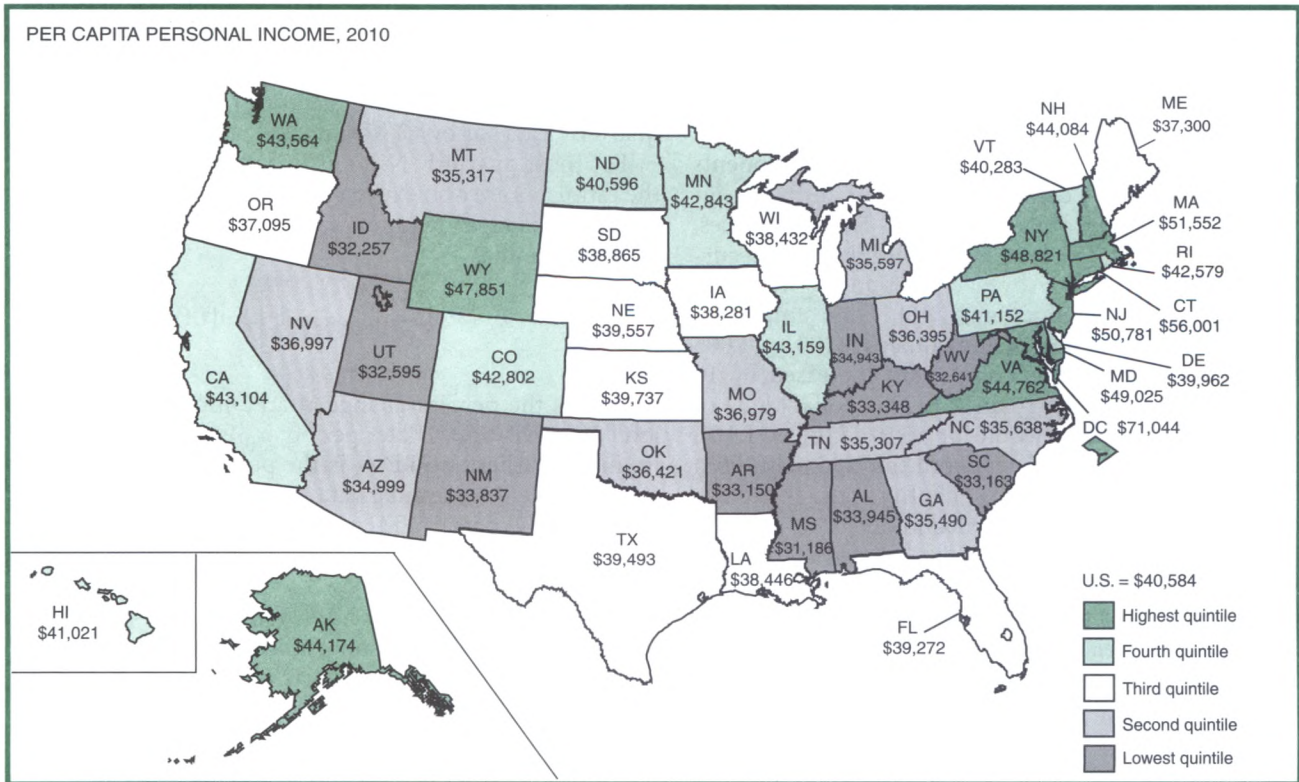 PER CAPITA PERSONAL INCOME, 2010
WA
$43,564
MT
$35,317
ND
$40,596
MN
$42,843
NH
$44,084
ME
$37,300
VT
$40,283
OR
$37,095
ID
$32,257
WY
$47,851
SD
$38,865
WI
$38,432
MI
$35,597
NY
$48,821
MA
$51,552
RI
$42,579
CT
$56,001
NJ
$50,781
DE
$39,962
MD
$49,025
DC $71,044
NV
$36,997
UT
$32,595
CO
$42,802
NE
$39,557
IA
$38,281
IL
$43,159
IN
$34,943
OH
$36,395
PA
$41,152
WV
$32,641
VA
$44,762
CA
$43,104
KS
$39,737
MO
$36,979
KY
$33,348
NC $35,638
TN $35,307
AZ
$34,999
NM
$33,837
OK
$36,421
AR
$33,150
SC
$33,163
MS
$31,186
AL
$33,945
GA
$35,490
TX
$39,493
LA
$38,446
FL
$39,272
HI
$41,021
AK
$44,174
U.S. = $40,584
Highest quintile
Fourth quintile
Third quintile
Second quintile
Lowest quintile